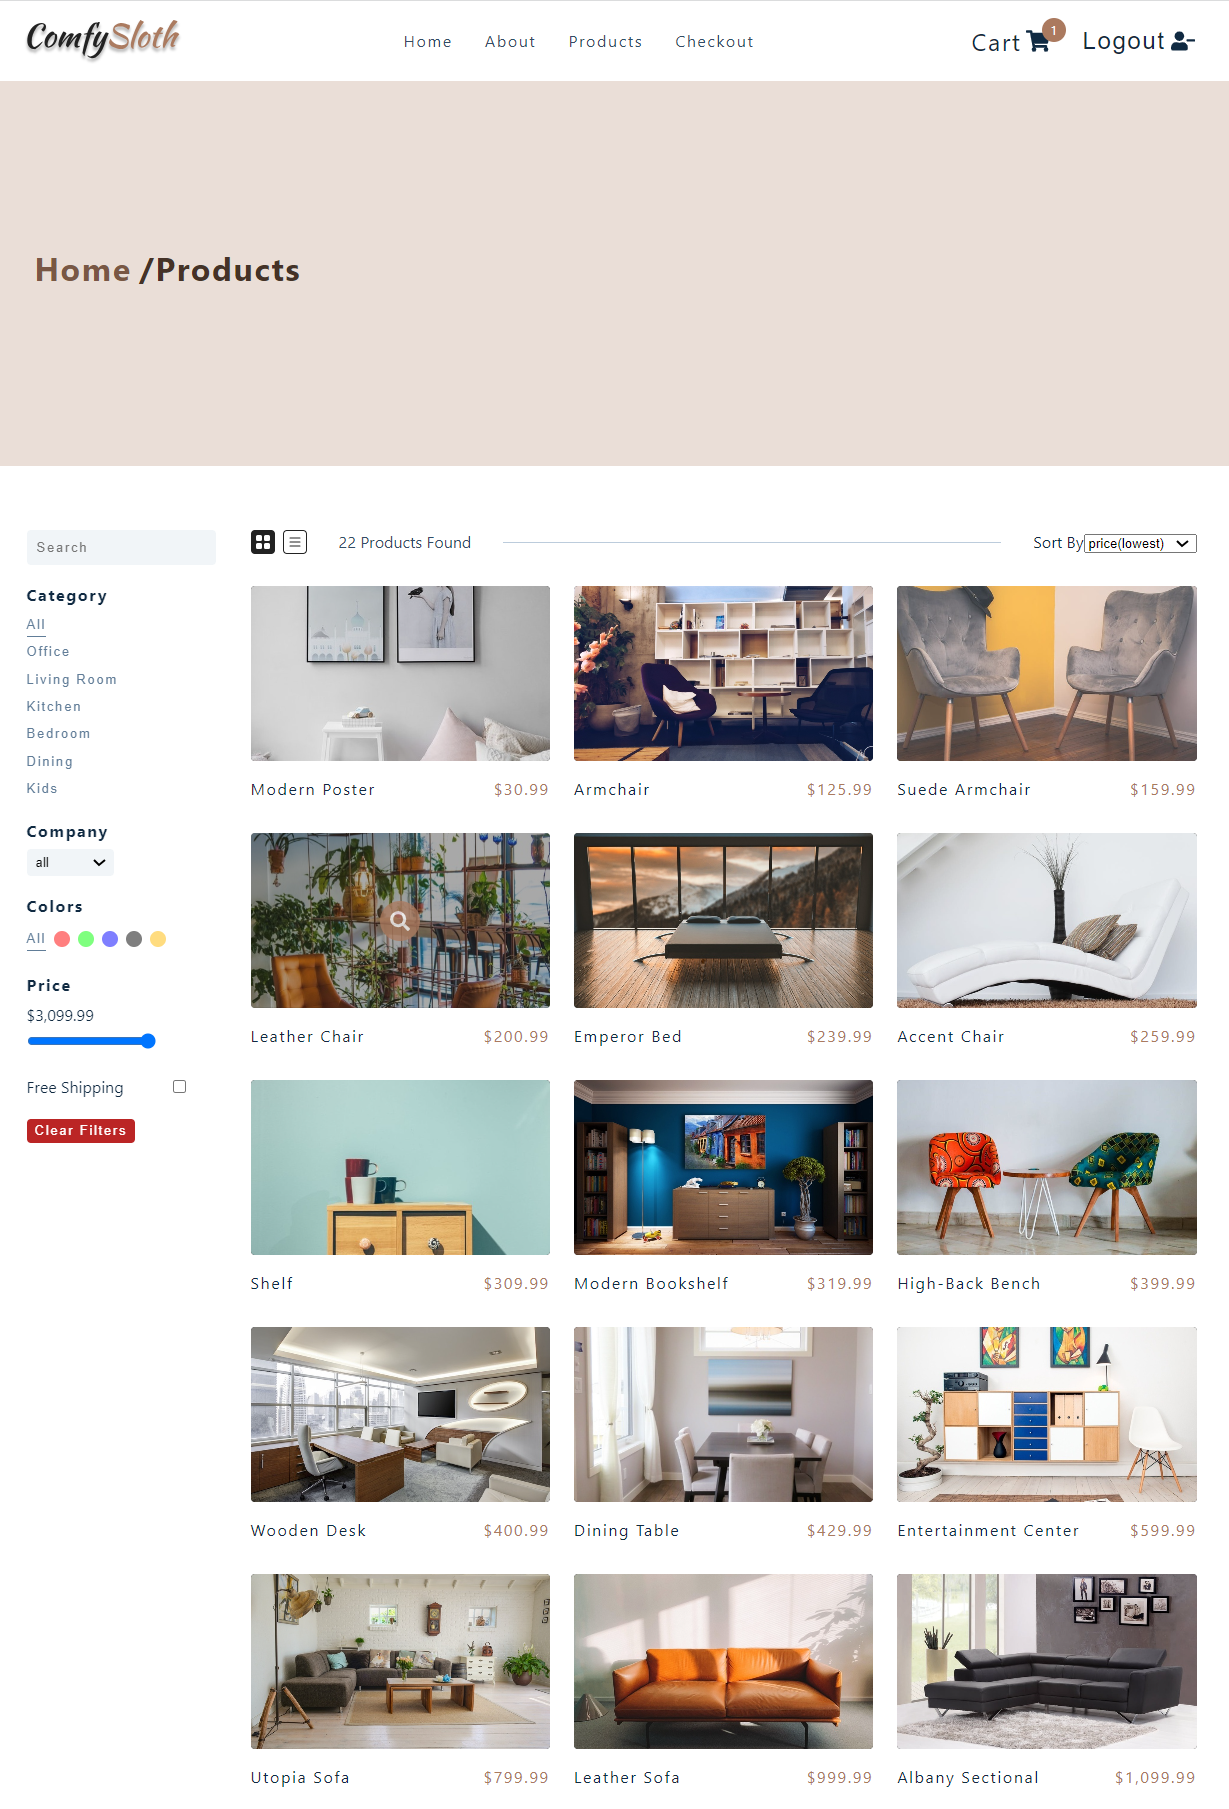 ComfySloth
Home About Products Checkout
Cart 1 Logout
Home /Products
Search
22 Products Found
Sort By price(lowest)
Category
All
Office
Living Room
Kitchen
Bedroom
Dining
Kids
Company
all
Colors
All
Price
$3,099.99
Free Shipping
Clear Filters
Modern Poster $30.99
Armchair $125.99
Suede Armchair $159.99
Leather Chair $200.99
Emperor Bed $239.99
Accent Chair $259.99
Shelf $309.99
Modern Bookshelf $319.99
High-Back Bench $399.99
Wooden Desk $400.99
Dining Table $429.99
Entertainment Center $599.99
Utopia Sofa $799.99
Leather Sofa $999.99
Albany Sectional $1,099.99